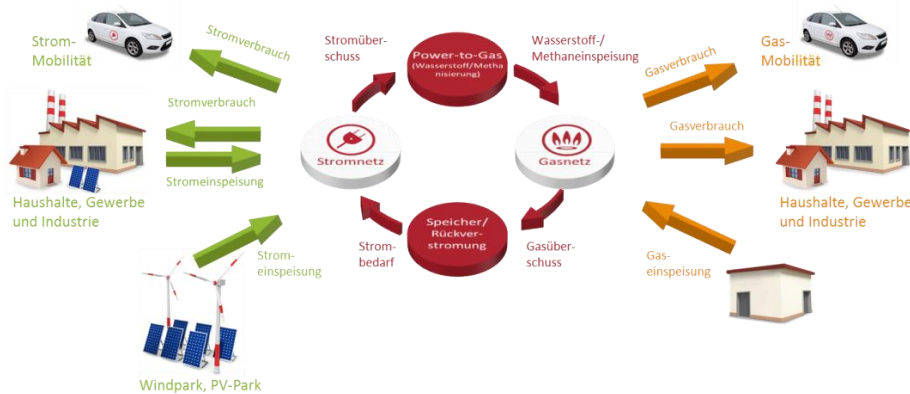 Strom-
Mobilität
Stromverbrauch
Stromverbrauch
Stromeinspeisung
Haushalte, Gewerbe
und Industrie
Strom-
einspeisung
Windpark, PV-Park
Stromüber-
schuss
Power-to-Gas
(Wasserstoff/Metha
nisierung)
Wasserstoff-/
Methaneinspeisung
Stromnetz
Gasnetz
Strom-
bedarf
Speicher/
Rückver-
stromung
Gasüber-
schuss
Gasverbrauch
Gas-
Mobilität
Gasverbrauch
Haushalte, Gewerbe
und Industrie
Gas-
einspeisung